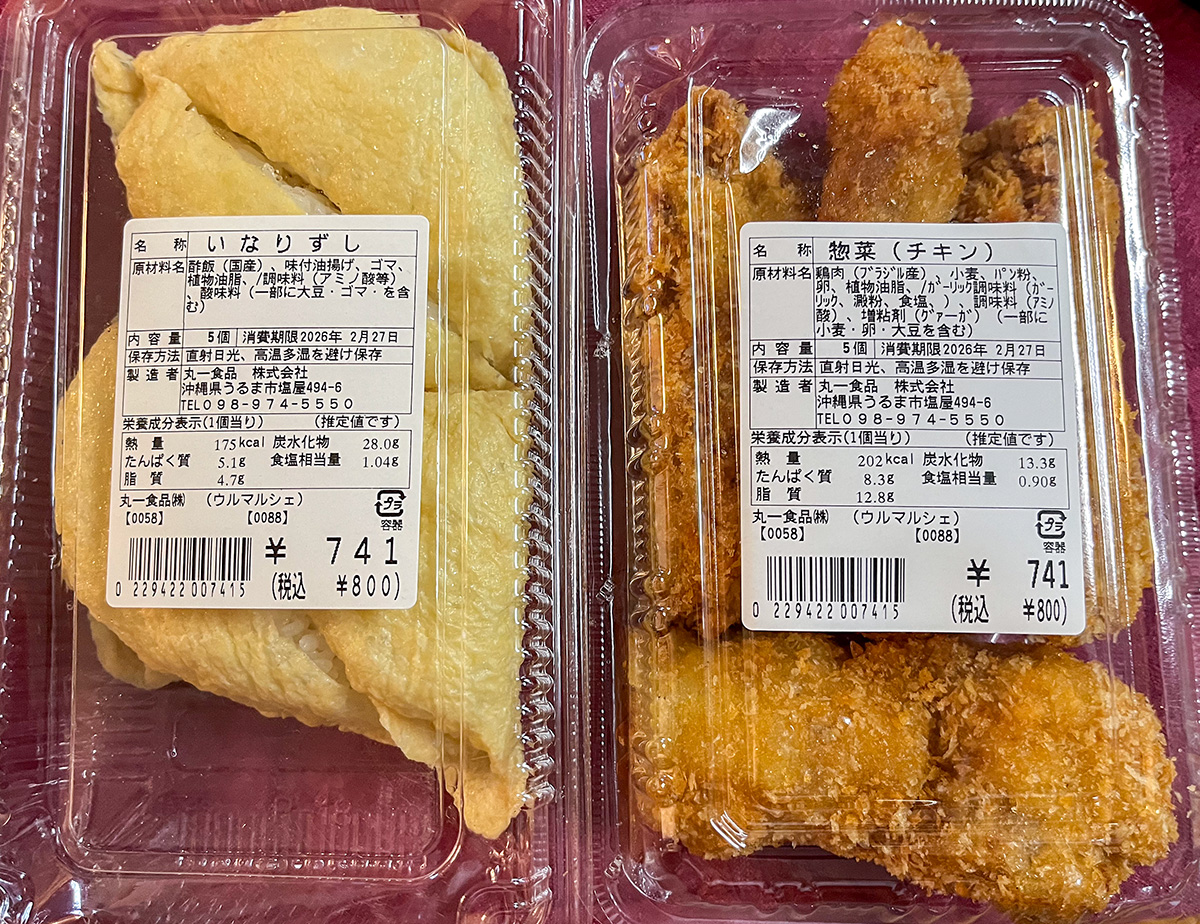 名 称 いなりずし
原材料名 酢飯（国産）、味付油揚げ、ゴマ、
植物油脂、/調味料（アミノ酸等）
、酸味料（一部に大豆・ゴマ・を含
む）
内容量 5個 消費期限2026年 2月27日
保存方法 直射日光、高温多湿を避け保存
製造者 丸一食品 株式会社
沖縄県うるま市塩屋494-6
TEL098-974-5550
栄養成分表示(1個当り) (推定値です)
熱量 175kcal 炭水化物 28.0g
たんぱく質 5.1g 食塩相当量 1.04g
脂質 4.7g
丸一食品㈱ (ウルマルシェ)
【0058】 【0088】
プラ
容器
¥ 741
0 229422 007415
(税込 ¥800)
名 称 惣菜（チキン）
原材料名 鶏肉（ﾌﾞﾗｼﾞﾙ産）、小麦、ﾊﾟﾝ粉、
卵、植物油脂、/ｶﾞｰﾘｯｸ調味料（ｶﾞｰ
ﾘｯｸ、澱粉、食塩、）、調味料（ｱﾐﾉ
酸）、増粘剤（ｸﾞｧｰｶﾞ）（一部に
小麦・卵・大豆を含む）
内容量 5個 消費期限2026年 2月27日
保存方法 直射日光、高温多湿を避け保存
製造者 丸一食品 株式会社
沖縄県うるま市塩屋494-6
TEL098-974-5550
栄養成分表示(1個当り) (推定値です)
熱量 202kcal 炭水化物 13.3g
たんぱく質 8.3g 食塩相当量 0.90g
脂質 12.8g
丸一食品㈱ (ウルマルシェ)
【0058】 【0088】
プラ
容器
¥ 741
0 229422 007415
(税込 ¥800)